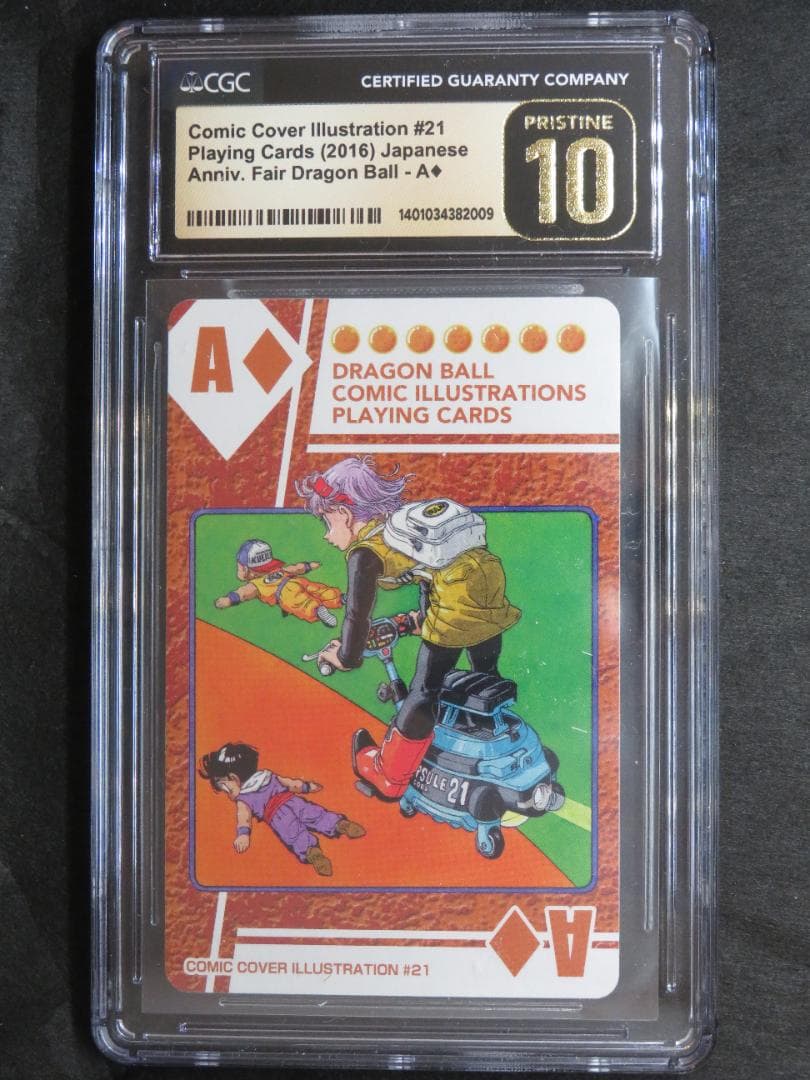 CGC
CERTIFIED GUARANTY COMPANY
Comic Cover Illustration #21
Playing Cards (2016) Japanese
Anniv. Fair Dragon Ball - A♦
1401034382009
PRISTINE
10
A♦
DRAGON BALL
COMIC ILLUSTRATIONS
PLAYING CARDS
21
COMIC COVER ILLUSTRATION #21
A♦